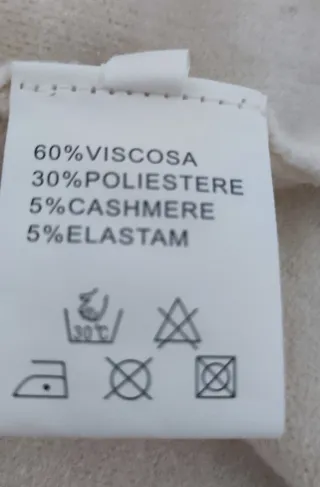 60%VISCOSA
30%POLIESTERE
5%CASHMERE
5%ELASTAM
30℃